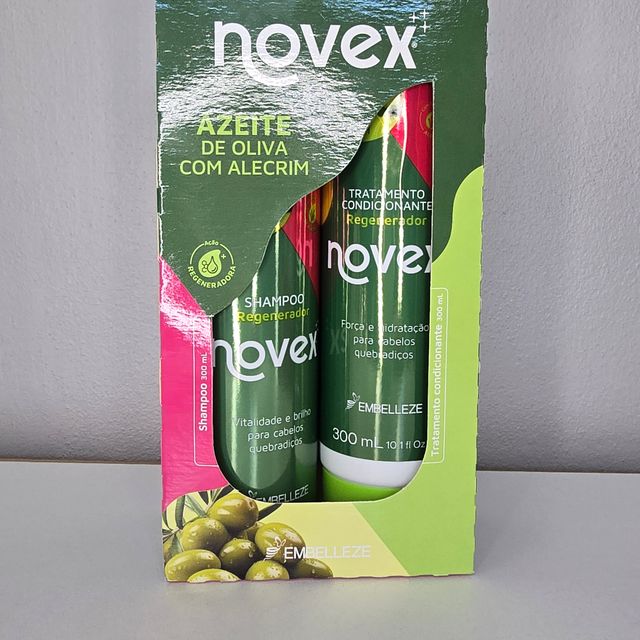 novex
AZEITE
DE OLIVA
COM ALECRIM
Ação
REGENERADORA
TRATAMENTO
CONDICIONANTE
Regenerador
novex
Força e hidratação
para cabelos
quebradiços
EMBELLEZE
300 mL 10.1 fl Oz
SHAMPOO
Regenerador
novex
Vitalidade e brilho
para cabelos
quebradiços
EMBELLEZE
Shampoo 300 mL
Tratamento condicionante 300 mL
EMBELLEZE